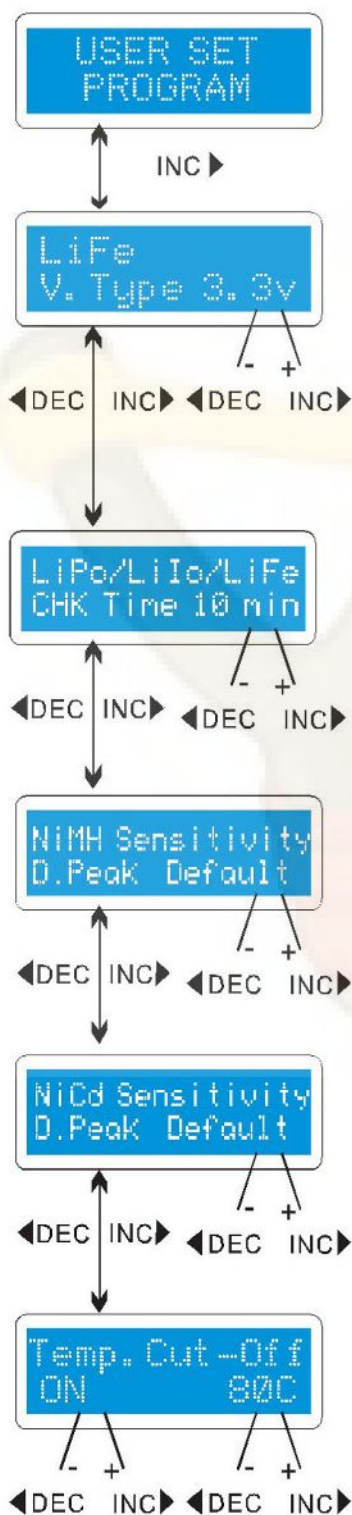 USER SET
PROGRAM
INC▶
LiFe
V. Type 3.3v
- +
◀DEC INC▶ ◀DEC INC▶
LiPo/LiIo/LiFe
CHK Time 10 min
- +
◀DEC INC▶ ◀DEC INC▶
NiMH Sensitivity
D.Peak Default
- +
◀DEC INC▶ ◀DEC INC▶
NiCd Sensitivity
D.Peak Default
- +
◀DEC INC▶ ◀DEC INC▶
Temp. Cut-Off
ON 80C
- + - +
◀DEC INC▶ ◀DEC INC▶